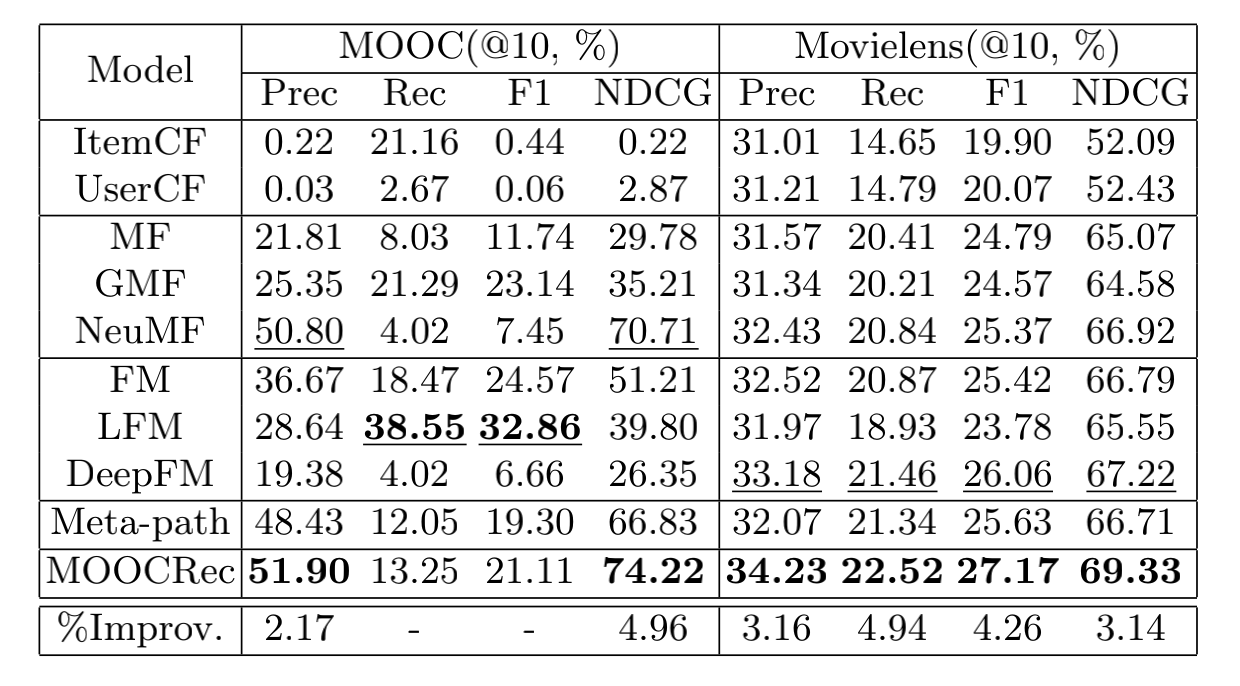 Model MOOC(@10, %) Movielens(@10, %)
Prec Rec F1 NDCG Prec Rec F1 NDCG
ItemCF 0.22 21.16 0.44 0.22 31.01 14.65 19.90 52.09
UserCF 0.03 2.67 0.06 2.87 31.21 14.79 20.07 52.43
MF 21.81 8.03 11.74 29.78 31.57 20.41 24.79 65.07
GMF 25.35 21.29 23.14 35.21 31.34 20.21 24.57 64.58
NeuMF 50.80 4.02 7.45 70.71 32.43 20.84 25.37 66.92
FM 36.67 18.47 24.57 51.21 32.52 20.87 25.42 66.79
LFM 28.64 38.55 32.86 39.80 31.97 18.93 23.78 65.55
DeepFM 19.38 4.02 6.66 26.35 33.18 21.46 26.06 67.22
Meta-path 48.43 12.05 19.30 66.83 32.07 21.34 25.63 66.71
MOOCRec 51.90 13.25 21.11 74.22 34.23 22.52 27.17 69.33
%Improv. 2.17 - - 4.96 3.16 4.94 4.26 3.14